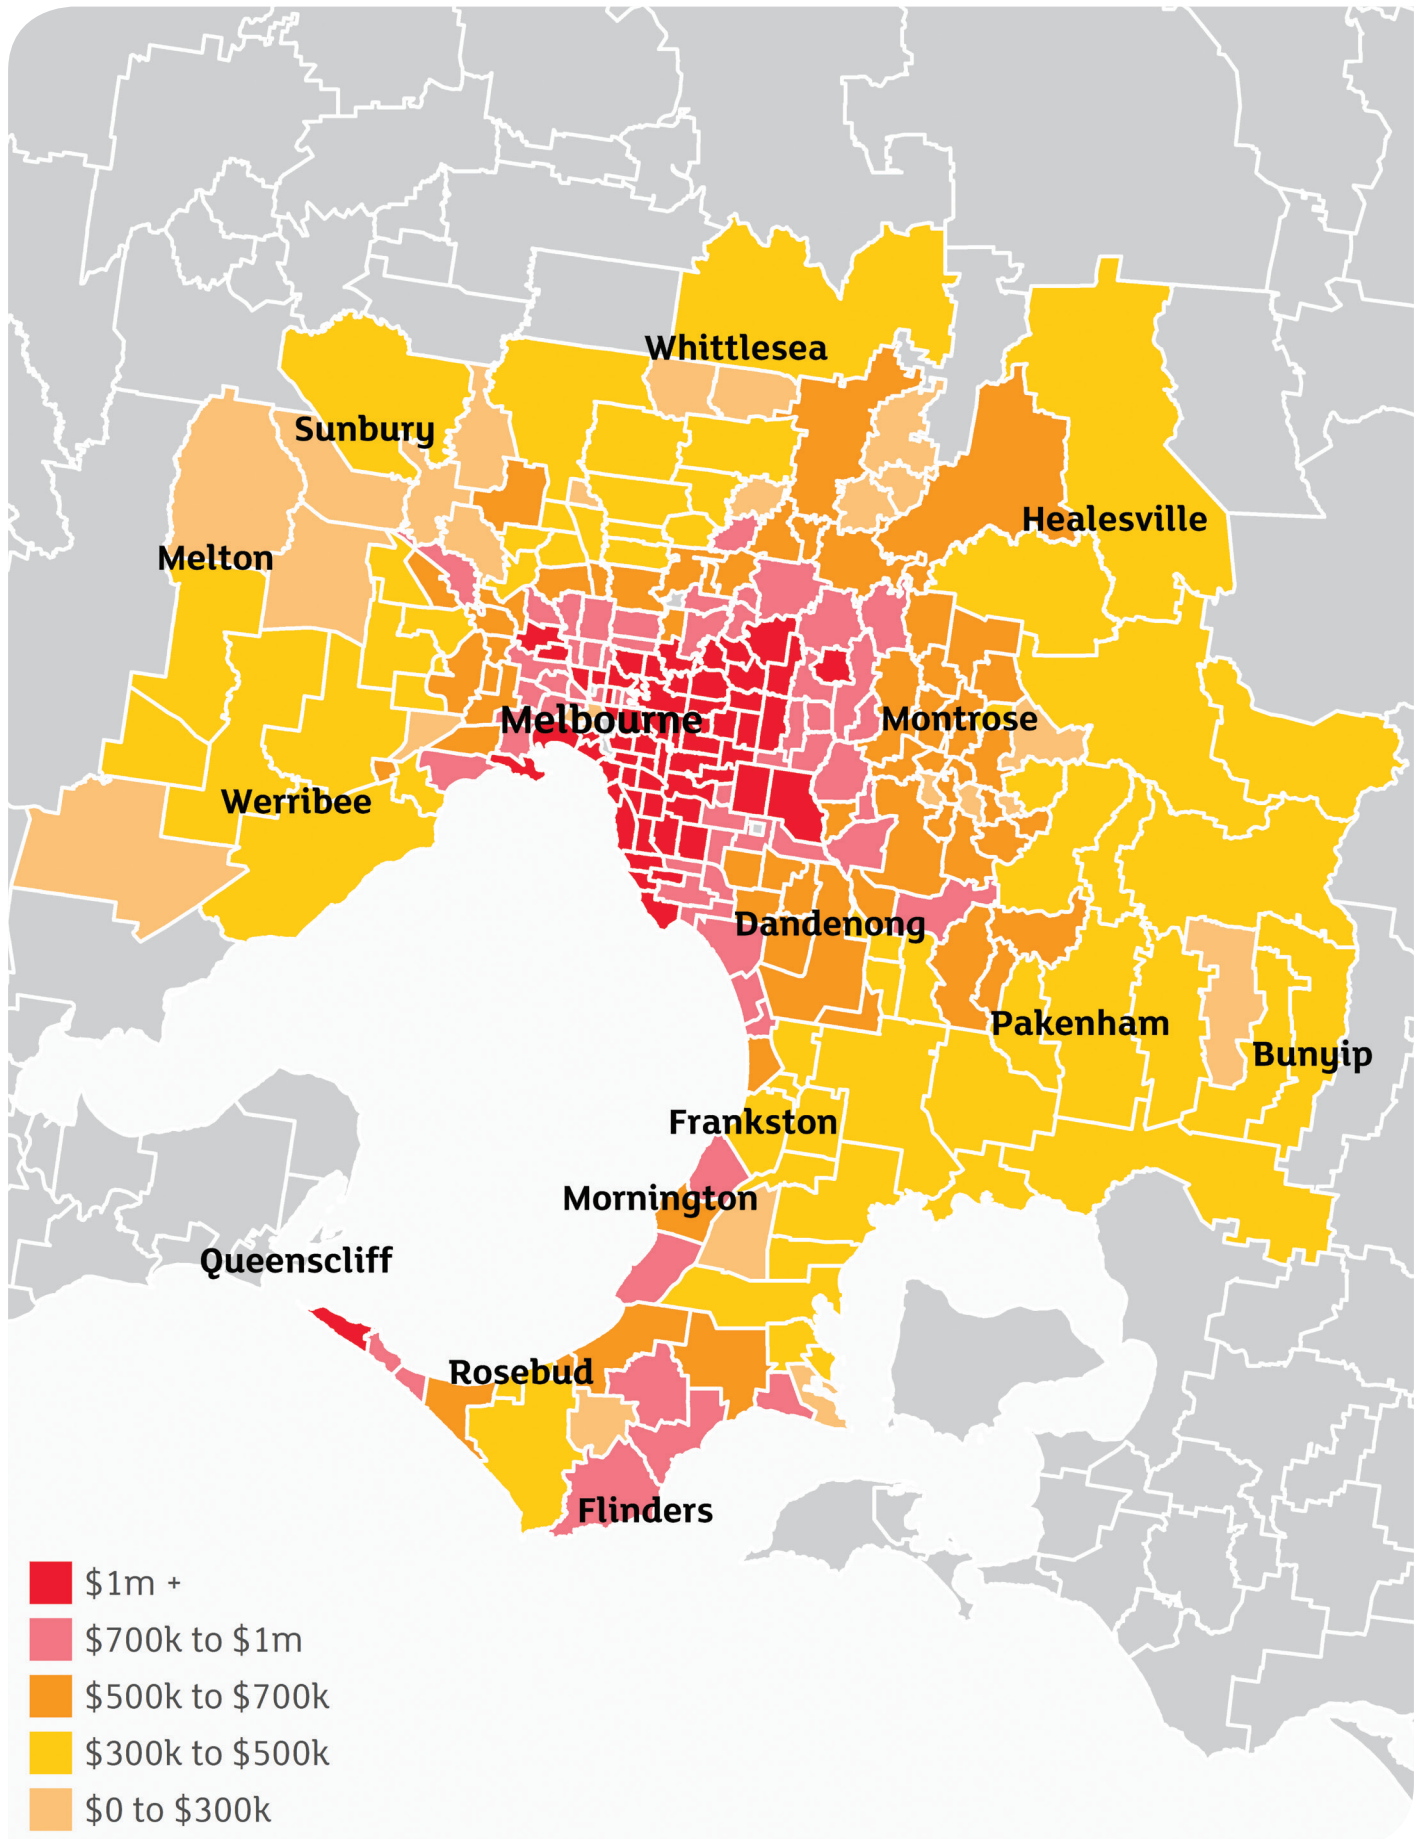 Whittlesea
Sunbury
Healesville
Melton
Melbourne
Montrose
Werribee
Dandenong
Pakenham
Bunyip
Frankston
Mornington
Queenscliff
Rosebud
Flinders
$1m +
$700k to $1m
$500k to $700k
$300k to $500k
$0 to $300k